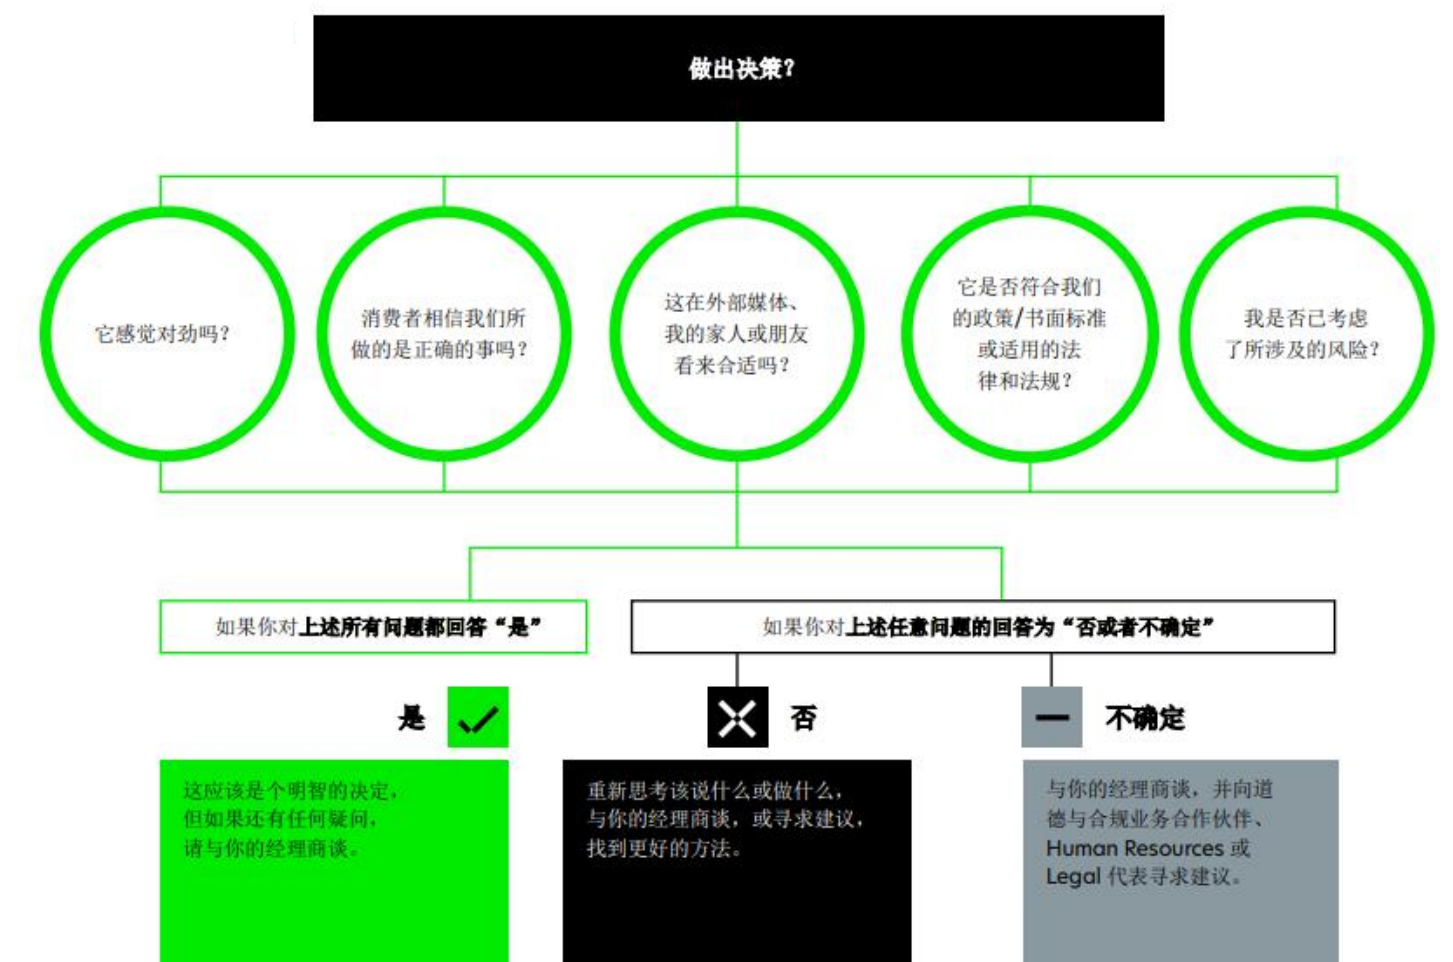 做出决策？
它感觉对劲吗？
消费者相信我们所
做的是正确的事吗？
这在外部媒体、
我的家人或朋友
看来合适吗？
它是否符合我们
的政策/书面标准
或适用的法
律和法规？
我是否已考虑
了所涉及的风险？
如果你对上述所有问题都回答“是”
如果你对上述任意问题的回答为“否或者不确定”
是
否
不确定
这应该是个明智的决定，
但如果还有任何疑问，
请与你的经理商谈。
重新思考该说什么或做什么，
与你的经理商谈，或寻求建议，
找到更好的方法。
与你的经理商谈，并向道
德与合规业务合作伙伴、
Human Resources 或
Legal 代表寻求建议。